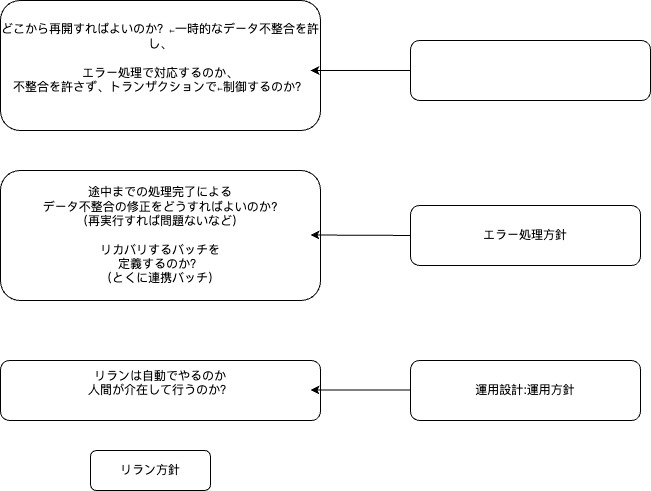 どこから再開すればよいのか? ←一時的なデータ不整合を許
し、
エラー処理で対応するのか、
不整合を許さず、トランザクションで←制御するのか?
途中までの処理完了による
データ不整合の修正をどうすればよいのか?
(再実行すれば問題ないなど)
エラー処理方針
リカバリするバッチを
定義するのか?
(とくに連携バッチ)
リランは自動でやるのか
人間が介在して行うのか?
運用設計:運用方針
リラン方針